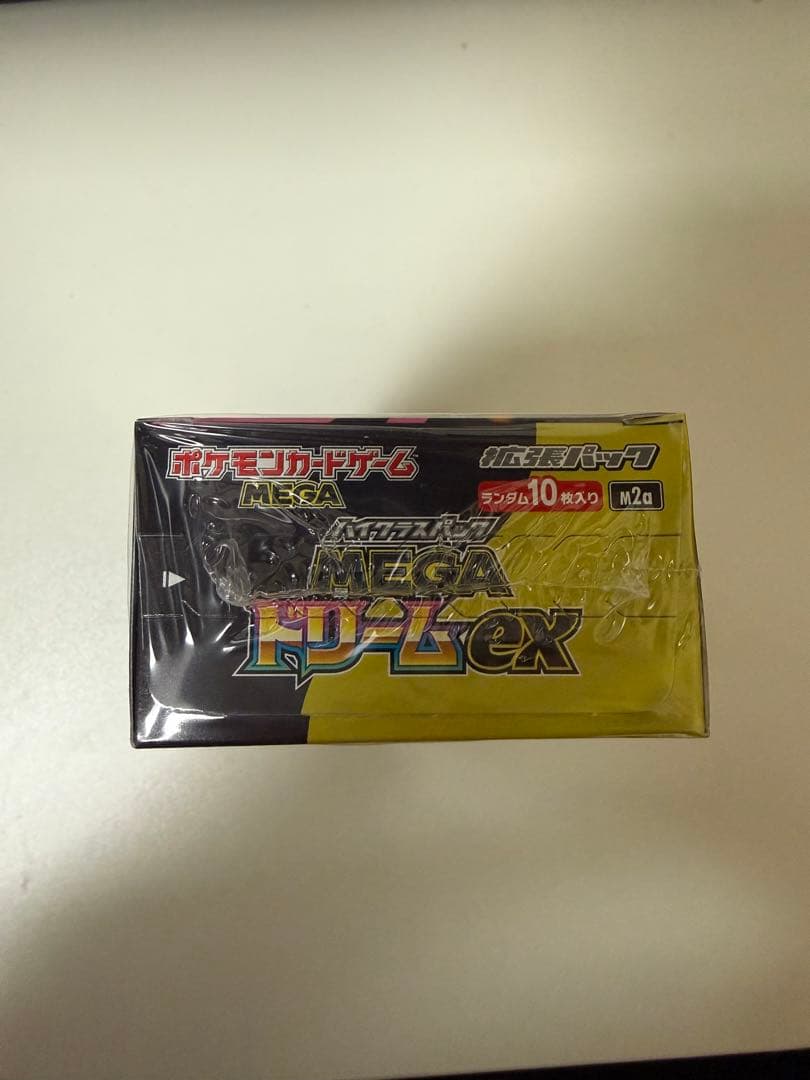 ポケモンカードゲーム
MEGA
拡張パック
ランダム10枚入り
M2a
ハイクラスパック
MEGA
ドリームex